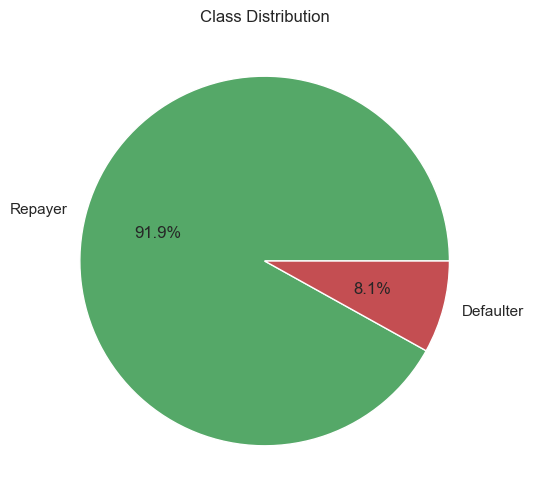 Class Distribution
Repayer
91.9%
8.1%
Defaulter